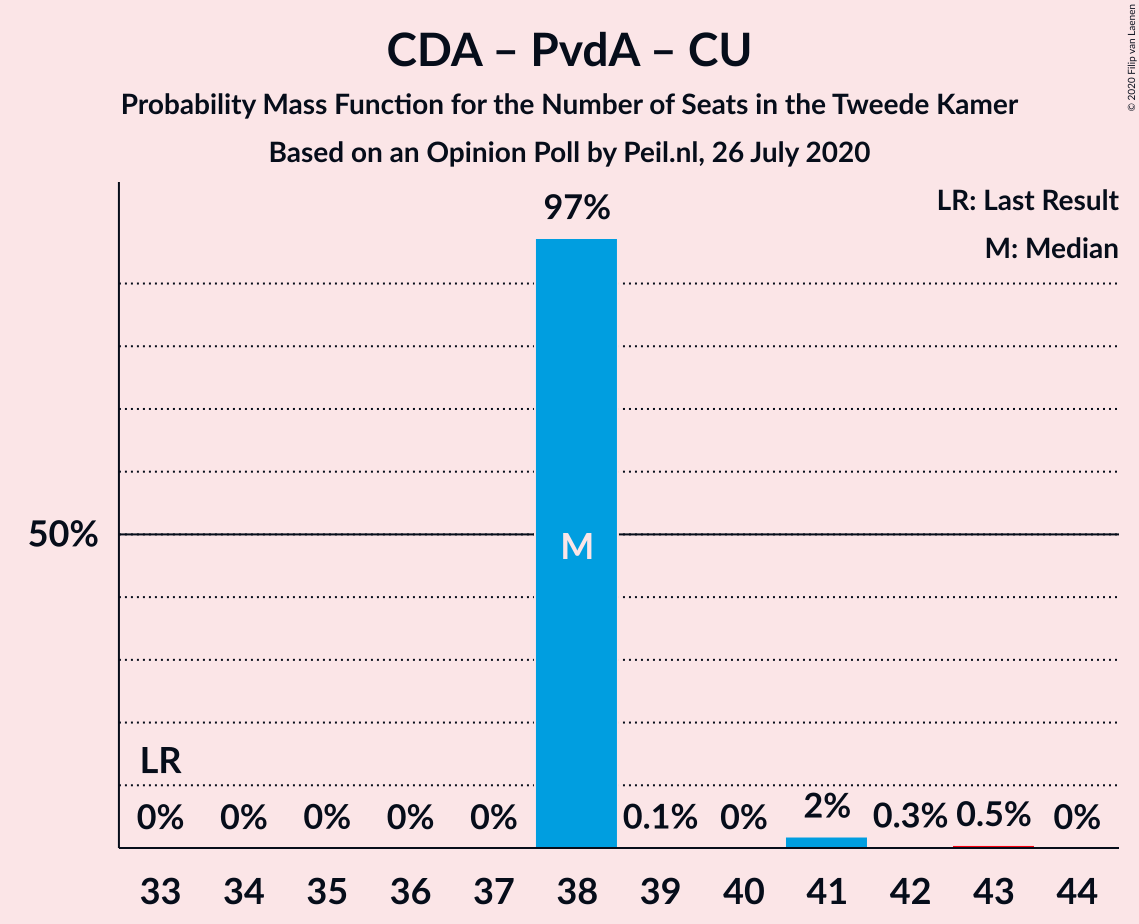 CDA – PvdA – CU
Probability Mass Function for the Number of Seats in the Tweede Kamer
Based on an Opinion Poll by Peil.nl, 26 July 2020
© 2020 Filip van Laenen
LR: Last Result
M: Median
97%
50%
M
LR
0% 0% 0% 0% 0% 0.1% 0% 2% 0.3% 0.5% 0%
33 34 35 36 37 38 39 40 41 42 43 44